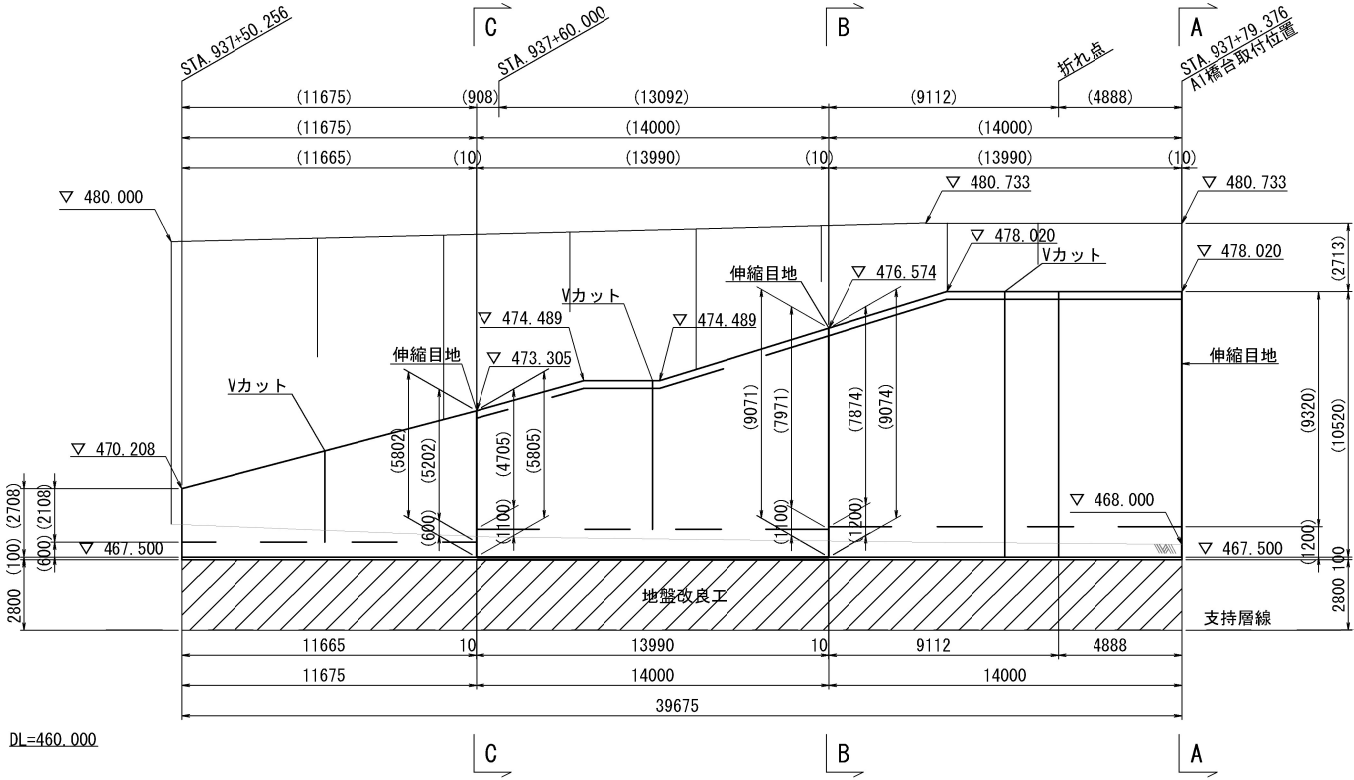 C
B
A
STA.937+50.256
STA.937+60.000
折れ点
STA.937+79.376
A1橋台取付位置
(11675) (908) (13092) (9112) (4888)
(11675) (14000) (14000)
(11665) (10) (13990) (10) (13990) (10)
▽ 480.000
▽ 480.733
▽ 480.733
▽ 478.020
▽ 478.020
(2713)
Vカット
伸縮目地
▽ 476.574
Vカット
▽ 474.489
▽ 474.489
伸縮目地
▽ 473.305
伸縮目地
Vカット
(5802)
(5202)
(600)
(4705)
(1100)
(5805)
(9071)
(7971)
(1100)
(7874)
(1200)
(9074)
(9320)
(1200)
(10520)
▽ 470.208
(2708)
(2108)
(100)
(600)
▽ 467.500
▽ 468.000
▽ 467.500
100
2800
2800
地盤改良工
支持層線
11665 10 13990 10 9112 4888
11675 14000 14000
39675
DL=460.000
C
B
A